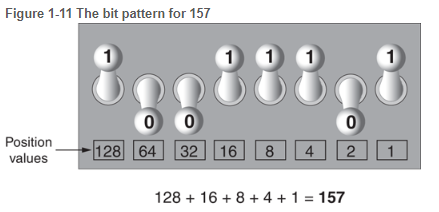 Figure 1-11 The bit pattern for 157
1 1 1 1 1
0 0 0
Position values
128 64 32 16 8 4 2 1
128 + 16 + 8 + 4 + 1 = 157